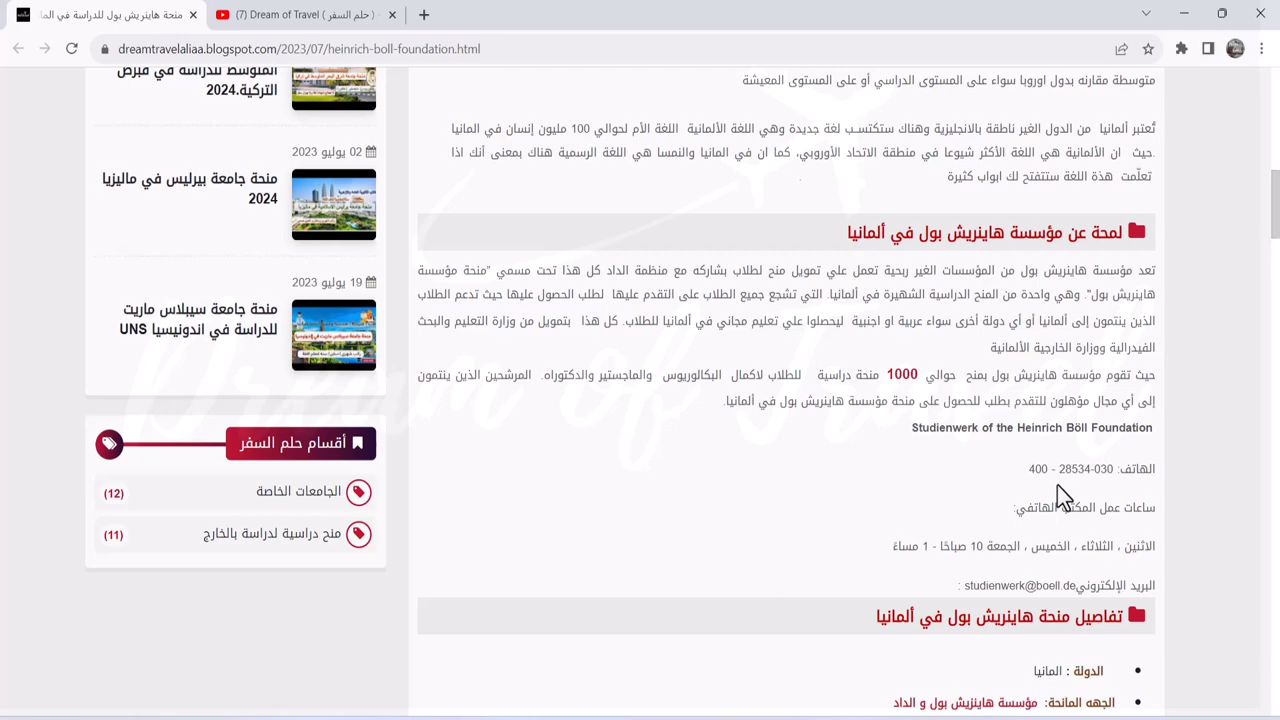 منحة هاينريش بول للدراسة في الما
(7) Dream of Travel ( حلم السفر )
dreamtravelaliaa.blogspot.com/2023/07/heinrich-boll-foundation.html
المتوسط للدراسة في قبرص
التركية.2024
02 يوليو 2023
منحة جامعة بيرليس في ماليزيا
2024
19 يوليو 2023
منحة جامعة سيبلاس ماريت
للدراسة في اندونيسيا UNS
أقسام حلم السفر
الجامعات الخاصة
(12)
منح دراسية لدراسة بالخارج
(11)
متوسطة مقارنه بدول اوروبا سواء على المستوى الدراسي أو على المستوى
تُعتبر ألمانيا من الدول الغير ناطقة بالانجليزية وهناك ستكتسـب لغة جديدة وهي اللغة الألمانية اللغة الأم لحوالي 100 مليون إنسان في المانيا
.حيث ان الألمانية هي اللغة الأكثر شيوعا في منطقة الاتحاد الأوروبي، كما ان في المانيا والنمسا هي اللغة الرسمية هناك بمعنى أنك اذا
تعلّمت هذة اللغة ستتفتح لك ابواب كثيرة
لمحة عن مؤسسة هاينريش بول في ألمانيا
تعد مؤسسة هاينريش بول من المؤسسات الغير ربحية تعمل علي تمويل منح لطلاب بشاركه مع منظمة الداد كل هذا تحت مسمي "منحة مؤسسة
هاينريش بول". وهي واحدة من المنح الدراسية الشهيرة في ألمانيا. التي تشجع جميع الطلاب على التقدم عليها لطلب الحصول عليها حيث تدعم الطلاب
الذين ينتمون إلى ألمانيا أو أي دولة أخرى سواء عربية او اجنبية ليحصلوا على تعليم عالمي في ألمانيا للطلاب. كل هذا بتمويل من وزارة التعليم والبحث
الفيدرالية ووزارة الخارجية الألمانية
حيث تقوم مؤسسة هاينريش بول بمنح حوالي 1000 منحة دراسية للطلاب لاكمال البكالوريوس والماجستير والدكتوراه. المرشحين الذين ينتمون
إلى أي مجال مؤهلون للتقدم بطلب للحصول على منحة مؤسسة هاينريش بول في ألمانيا.
Studienwerk of the Heinrich Böll Foundation
الهاتف: 030-28534 - 400
ساعات عمل المكتب الهاتفي:
الاثنين ، الثلاثاء ، الخميس ، الجمعة 10 صباحًا - 1 مساءً
البريد الإلكترونيstudienwerk@boell.de :
تفاصيل منحة هاينريش بول في ألمانيا
الدولة : المانيا
الجهه المانحة: مؤسسة هاينزيش بول و الداد